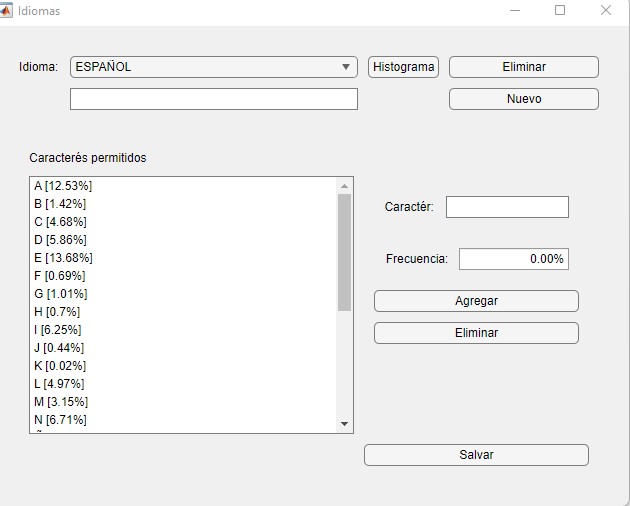 Idiomas
Idioma: ESPAÑOL Histograma Eliminar
Nuevo
Caracterés permitidos
A [12.53%]
B [1.42%]
C [4.68%]
D [5.86%]
E [13.68%]
F [0.69%]
G [1.01%]
H [0.7%]
I [6.25%]
J [0.44%]
K [0.02%]
L [4.97%]
M [3.15%]
N [6.71%]
Caractér:
Frecuencia: 0.00%
Agregar
Eliminar
Salvar